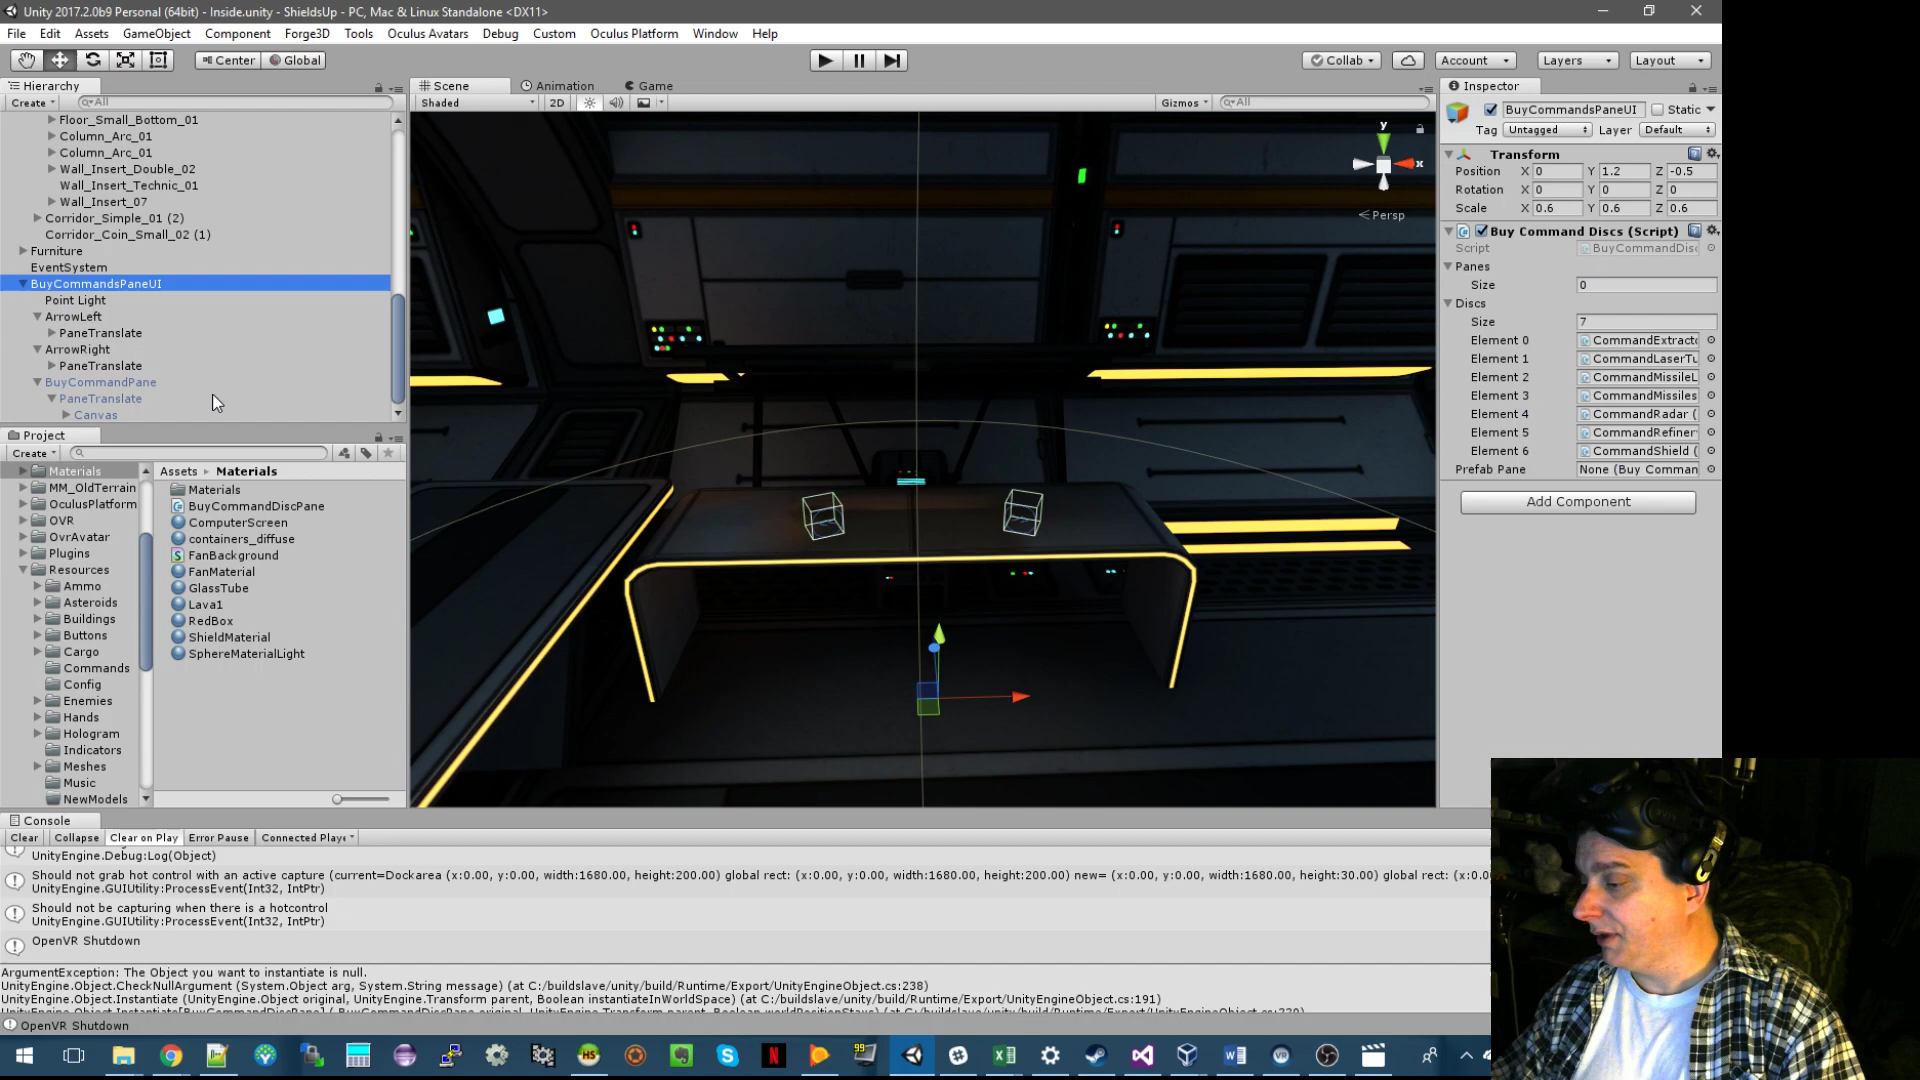 Unity 2017.2.0b9 Personal (64bit) - Inside.unity - ShieldsUp - PC, Mac & Linux Standalone <DX11>
File Edit Assets GameObject Component Forge3D Tools Oculus Avatars Debug Custom Oculus Platform Window Help
Center Global Collab Account Layers Layout
Hierarchy
Create All
Floor_Small_Bottom_01
Column_Arc_01
Column_Arc_01
Wall_Insert_Double_02
Wall_Insert_Technic_01
Wall_Insert_07
Corridor_Simple_01 (2)
Corridor_Coin_Small_02 (1)
Furniture
EventSystem
BuyCommandsPaneUI
Point Light
ArrowLeft
PaneTranslate
ArrowRight
PaneTranslate
BuyCommandPane
PaneTranslate
Canvas
Project
Create
Materials
MM_OldTerrain
OculusPlatform
OVR
OvrAvatar
Plugins
Resources
Ammo
Asteroids
Buildings
Buttons
Cargo
Commands
Config
Enemies
Hands
Hologram
Indicators
Meshes
Music
NewModels
Assets Materials
Materials
BuyCommandDiscPane
ComputerScreen
containers_diffuse
FanBackground
FanMaterial
GlassTube
Lava1
RedBox
ShieldMaterial
SphereMaterialLight
Scene Animation Game
Shaded 2D Gizmos All
y
x
Persp
Inspector
BuyCommandsPaneUI Static
Tag Untagged Layer Default
Transform
Position X 0 Y 1.2 Z -0.5
Rotation X 0 Y 0 Z 0
Scale X 0.6 Y 0.6 Z 0.6
Buy Command Discs (Script)
Script BuyCommandDisc
Panes
Size 0
Discs
Size 7
Element 0 CommandExtracto
Element 1 CommandLaserTu
Element 2 CommandMissileL
Element 3 CommandMissiles
Element 4 CommandRadar (
Element 5 CommandRefiner
Element 6 CommandShield (
Prefab Pane None (Buy Comman
Add Component
Console
Clear Collapse Clear on Play Error Pause Connected Playe
UnityEngine.Debug:Log(Object)
Should not grab hot control with an active capture (current=Dockarea (x:0.00, y:0.00, width:1680.00, height:200.00) global rect: (x:0.00, y:0.00, width:1680.00, height:200.00) new= (x:0.00, y:0.00, width:1680.00, height:30.00) global rect: (x:0.0
UnityEngine.GUIUtility:ProcessEvent(Int32, IntPtr)
Should not be capturing when there is a hotcontrol
UnityEngine.GUIUtility:ProcessEvent(Int32, IntPtr)
OpenVR Shutdown
ArgumentException: The Object you want to instantiate is null.
UnityEngine.Object.CheckNullArgument (System.Object arg, System.String message) (at C:/buildslave/unity/build/Runtime/Export/UnityEngineObject.cs:238)
UnityEngine.Object.Instantiate (UnityEngine.Object original, UnityEngine.Transform parent, Boolean instantiateInWorldSpace) (at C:/buildslave/unity/build/Runtime/Export/UnityEngineObject.cs:191)
OpenVR Shutdown